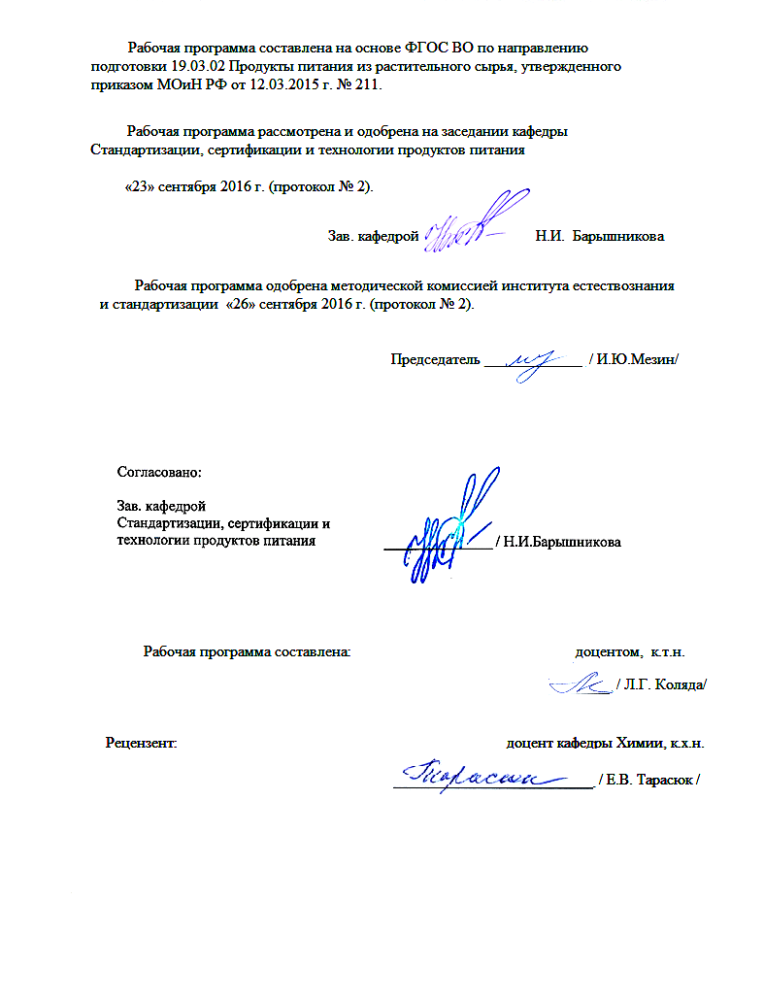 Рабочая программа составлена на основе ФГОС ВО по направлению
подготовки 19.03.02 Продукты питания из растительного сырья, утвержденного
приказом МОиН РФ от 12.03.2015 г. № 211.
Рабочая программа рассмотрена и одобрена на заседании кафедры
Стандартизации, сертификации и технологии продуктов питания
«23» сентября 2016 г. (протокол № 2).
Зав. кафедрой Н.И. Барышникова
Рабочая программа одобрена методической комиссией института естествознания
и стандартизации «26» сентября 2016 г. (протокол № 2).
Председатель / И.Ю.Мезин/
Согласовано:
Зав. кафедрой
Стандартизации, сертификации и
технологии продуктов питания / Н.И.Барышникова
Рабочая программа составлена: доцентом, к.т.н.
/ Л.Г. Коляда/
Рецензент: доцент кафедры Химии, к.х.н.
/ Е.В. Тарасюк /